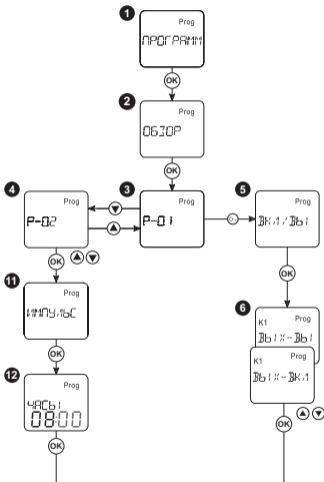 1
Prog
ПРОГРАММ
OK
2
Prog
ОБЗОР
OK
4
Prog
P-02
3
Prog
P-01
5
Prog
ВКЛ/ВЫ
OK
OK
11
Prog
ИМПУЛЬС
OK
6
K1 Prog
ВЫХ-ВЫ
K1 Prog
ВЫХ-ВКЛ
12
Prog
ЧАСЫ
08:00
OK
OK